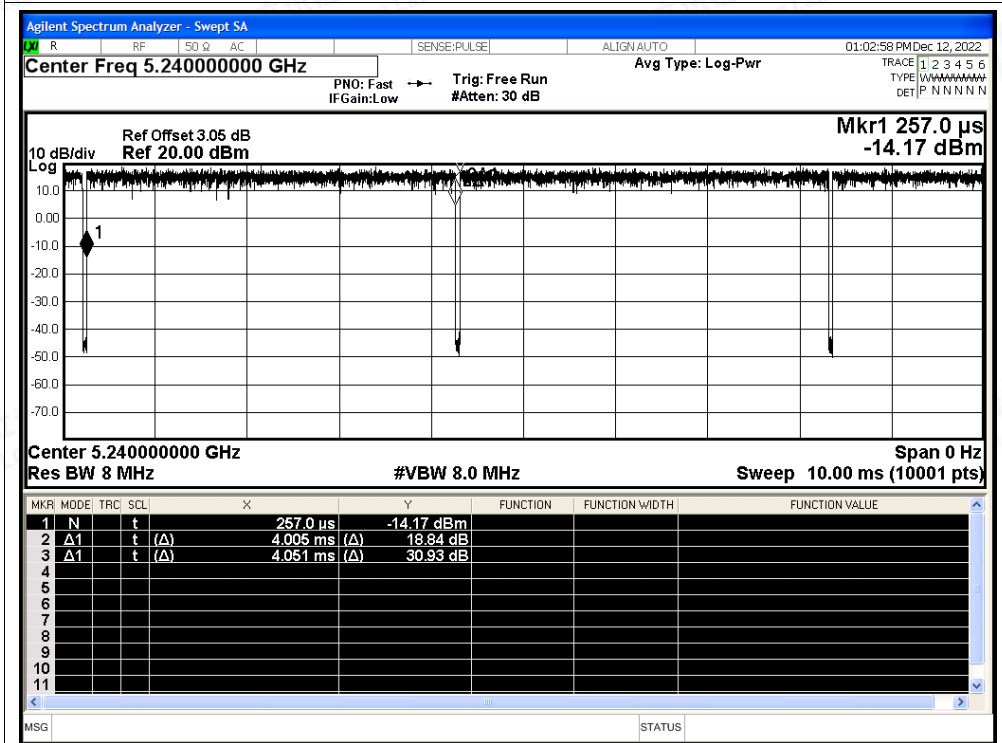 Agilent Spectrum Analyzer - Swept SA
LXI R RF 50 Ω AC SENSE:PULSE ALIGN AUTO 01:02:58 PM Dec 12, 2022
Center Freq 5.240000000 GHz Avg Type: Log-Pwr TRACE 1 2 3 4 5 6
PNO: Fast Trig: Free Run TYPE WWWWWW
IFGain:Low #Atten: 30 dB DET P N N N N N
Mkr1 257.0 µs
Ref Offset 3.05 dB
10 dB/div Ref 20.00 dBm -14.17 dBm
Log
10.0
0.00
1
-10.0
-20.0
-30.0
-40.0
-50.0
-60.0
-70.0
Center 5.240000000 GHz Span 0 Hz
Res BW 8 MHz #VBW 8.0 MHz Sweep 10.00 ms (10001 pts)
MKR MODE TRC SCL X Y FUNCTION FUNCTION WIDTH FUNCTION VALUE
1 N t 257.0 µs -14.17 dBm
2 Δ1 t (Δ) 4.005 ms (Δ) 18.84 dB
3 Δ1 t (Δ) 4.051 ms (Δ) 30.93 dB
4
5
6
7
8
9
10
11
MSG STATUS